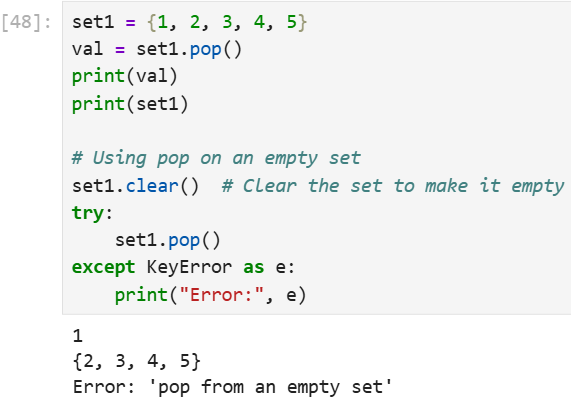 [48]: set1 = {1, 2, 3, 4, 5}
val = set1.pop()
print(val)
print(set1)

# Using pop on an empty set
set1.clear()  # Clear the set to make it empty
try:
    set1.pop()
except KeyError as e:
    print("Error:", e)
1
{2, 3, 4, 5}
Error: 'pop from an empty set'